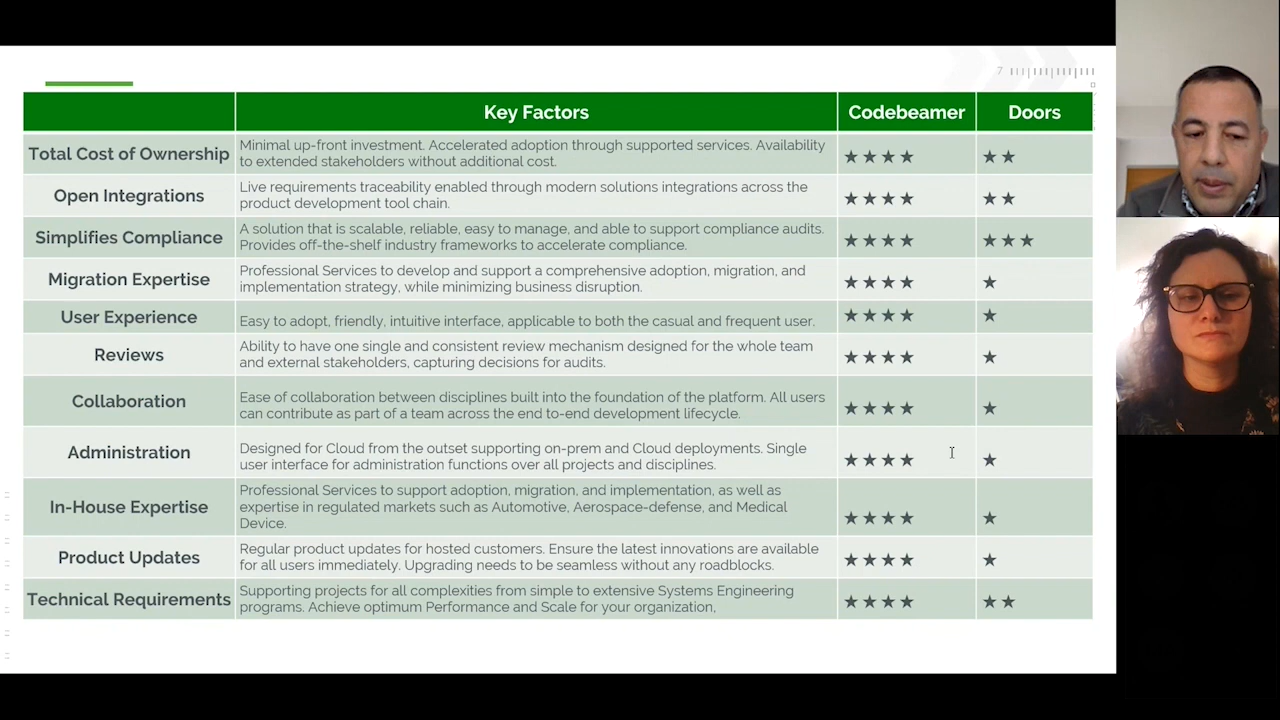 7
Key Factors
Codebeamer
Doors
Total Cost of Ownership
Minimal up-front investment. Accelerated adoption through supported services. Availability
to extended stakeholders without additional cost.
★★★★
★★
Open Integrations
Live requirements traceability enabled through modern solutions integrations across the
product development tool chain.
★★★★
★★
Simplifies Compliance
A solution that is scalable, reliable, easy to manage, and able to support compliance audits.
Provides off-the-shelf industry frameworks to accelerate compliance.
★★★★
★★★
Migration Expertise
Professional Services to develop and support a comprehensive adoption, migration, and
implementation strategy, while minimizing business disruption.
★★★★
★
User Experience
Easy to adopt, friendly, intuitive interface, applicable to both the casual and frequent user.
★★★★
★
Reviews
Ability to have one single and consistent review mechanism designed for the whole team
and external stakeholders, capturing decisions for audits.
★★★★
★
Collaboration
Ease of collaboration between disciplines built into the foundation of the platform. All users
can contribute as part of a team across the end to-end development lifecycle.
★★★★
★
Administration
Designed for Cloud from the outset supporting on-prem and Cloud deployments. Single
user interface for administration functions over all projects and disciplines.
★★★★
★
In-House Expertise
Professional Services to support adoption, migration, and implementation, as well as
expertise in regulated markets such as Automotive, Aerospace-defense, and Medical
Device.
★★★★
★
Product Updates
Regular product updates for hosted customers. Ensure the latest innovations are available
for all users immediately. Upgrading needs to be seamless without any roadblocks.
★★★★
★
Technical Requirements
Supporting projects for all complexities from simple to extensive Systems Engineering
programs. Achieve optimum Performance and Scale for your organization,
★★★★
★★